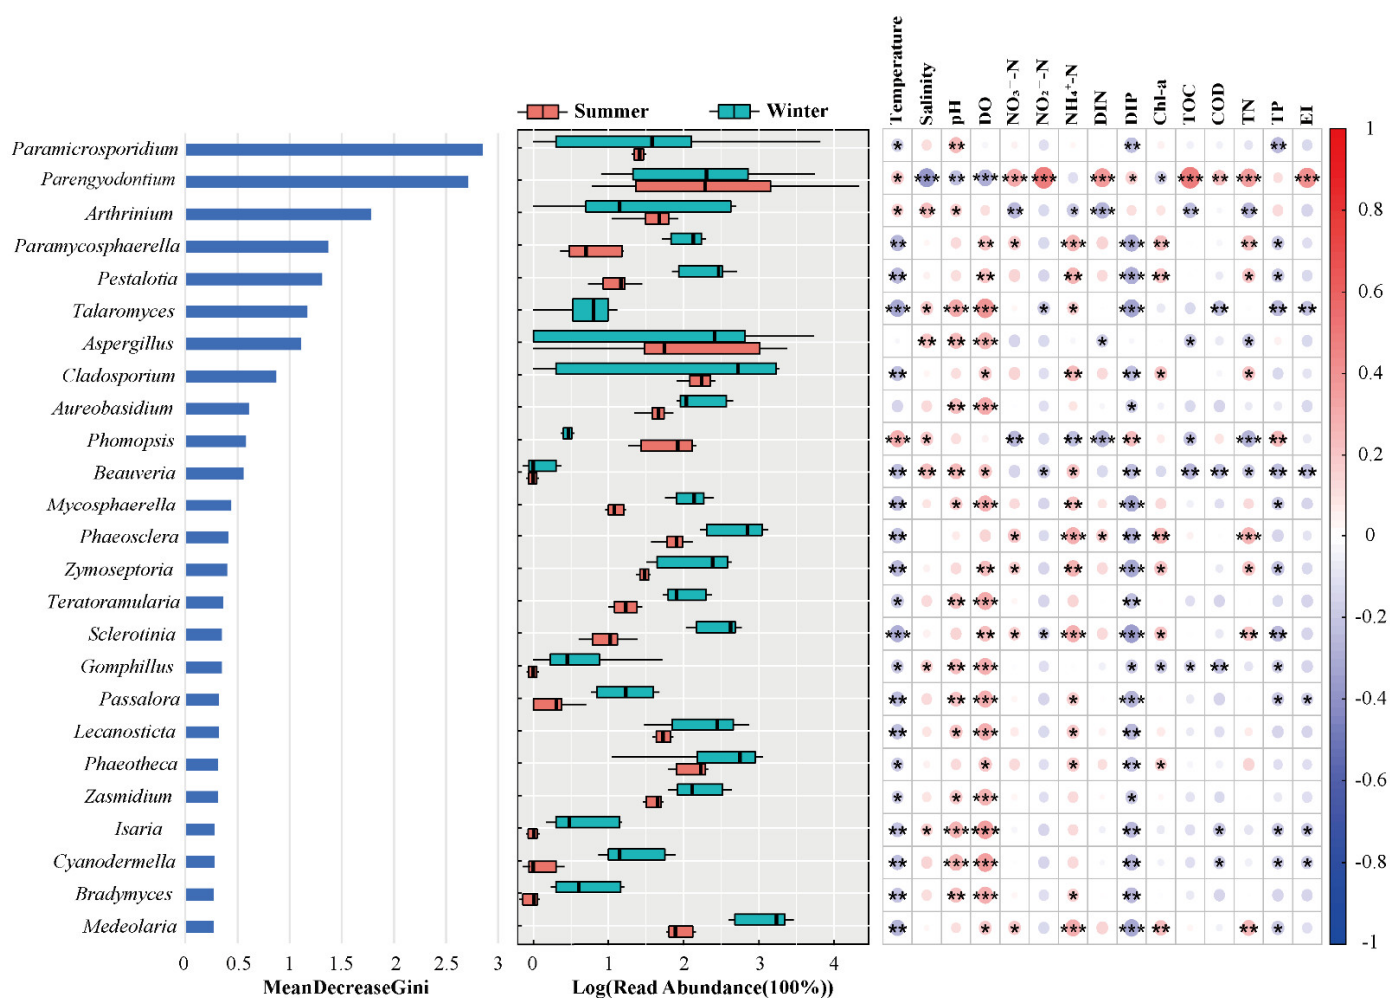 Temperature
Salinity
pH
DO
NO₃⁻-N
NO₂⁻-N
NH₄⁺-N
DIN
DIP
Chl-a
TOC
COD
TN
TP
EI
Summer
Winter
Paramicrosporidium
Parengyodontium
Arthrinium
Paramycosphaerella
Pestalotia
Talaromyces
Aspergillus
Cladosporium
Aureobasidium
Phomopsis
Beauveria
Mycosphaerella
Phaeosclera
Zymoseptoria
Teratoramularia
Sclerotinia
Gomphillus
Passalora
Lecanosticta
Phaeotheca
Zasmidium
Isaria
Cyanodermella
Bradymyces
Medeolaria
* ** ** **
* *** ** *** *** *** *** * * *** ** *** ***
* ** * ** * *** ** **
** ** * *** *** ** ** *
** ** ** *** ** * *
*** * *** *** * * *** ** ** **
** ** *** * * *
** * ** ** * *
** *** *
*** * ** ** *** ** * *** **
** ** ** * * * ** ** ** * ** **
** * *** ** *** *
** * *** * ** ** ***
** ** * ** *** * * *
* ** *** **
*** ** * * *** *** * ** **
* * ** *** * * * ** *
** ** *** * *** * *
** * *** * **
* * * ** *
* * *** *
** * *** *** ** * * *
** *** *** ** * * *
** ** *** * **
** * * *** *** ** ** *
1
0.8
0.6
0.4
0.2
0
-0.2
-0.4
-0.6
-0.8
-1
0 0.5 1 1.5 2 2.5 3
MeanDecreaseGini
0 1 2 3 4
Log(Read Abundance(100%))